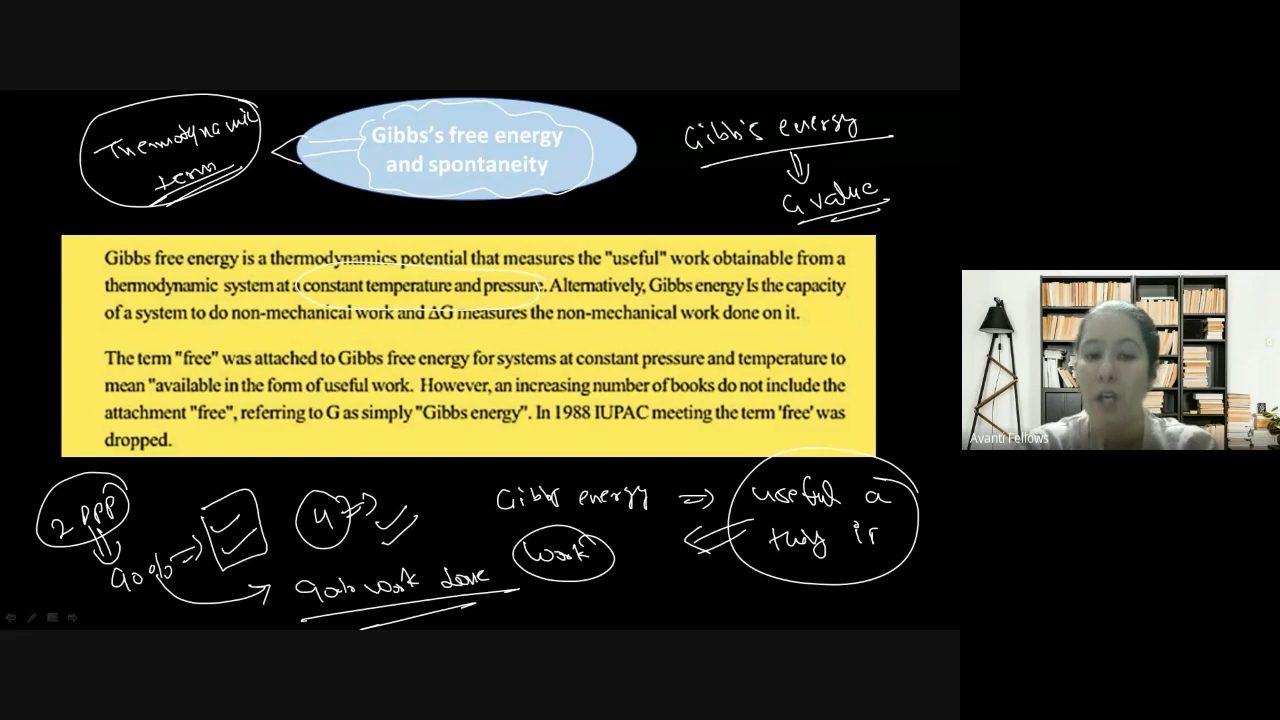 Thermodynamic
term
Gibbs's free energy
and spontaneity
Gibb's energy
G value
Gibbs free energy is a thermodynamics potential that measures the "useful" work obtainable from a
thermodynamic system at a constant temperature and pressure. Alternatively, Gibbs energy Is the capacity
of a system to do non-mechanical work and ΔG measures the non-mechanical work done on it.
The term "free" was attached to Gibbs free energy for systems at constant pressure and temperature to
mean "available in the form of useful work. However, an increasing number of books do not include the
attachment "free", referring to G as simply "Gibbs energy". In 1988 IUPAC meeting the term 'free' was
dropped.
2 ppp
90%
4
work done
Gibbs energy
work
useful a
Avanti Fellows